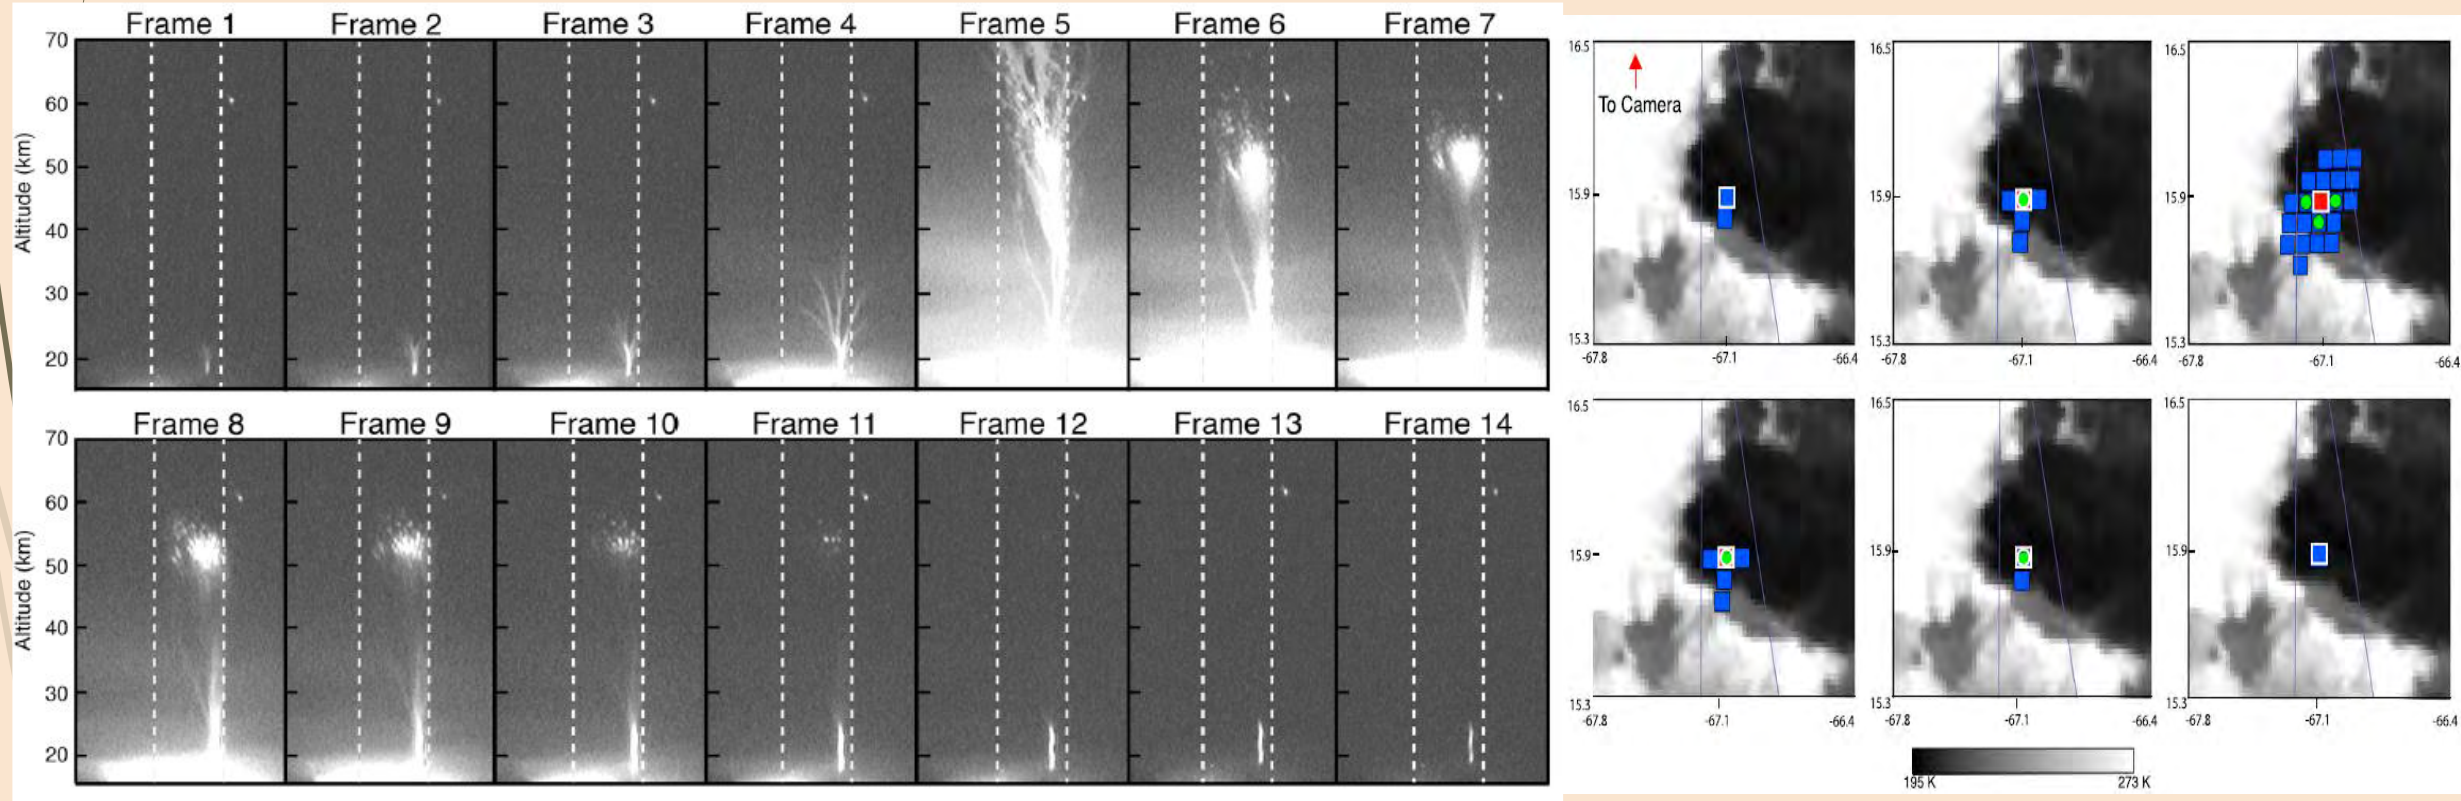 Frame 1 Frame 2 Frame 3 Frame 4 Frame 5 Frame 6 Frame 7
70
60
50
40
30
20
Altitude (km)
Frame 8 Frame 9 Frame 10 Frame 11 Frame 12 Frame 13 Frame 14
70
60
50
40
30
20
Altitude (km)
16.5 16.5 16.5
To Camera
15.9 15.9 15.9
15.3 15.3 15.3
-67.8 -67.1 -66.4 -67.8 -67.1 -66.4 -67.8 -67.1 -66.4
16.5 16.5 16.5
15.9 15.9 15.9
15.3 15.3 15.3
-67.8 -67.1 -66.4 -67.8 -67.1 -66.4 -67.8 -67.1 -66.4
195 K 273 K